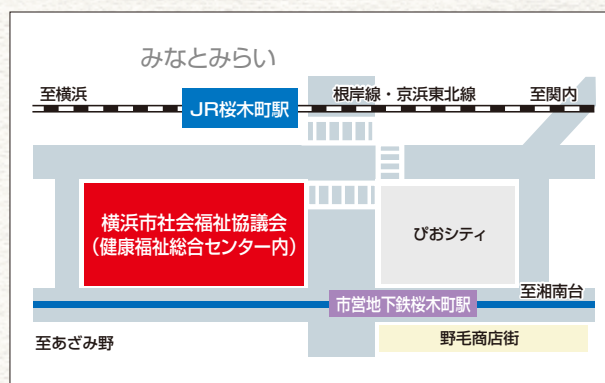 みなとみらい
至横浜
根岸線・京浜東北線
至関内
JR桜木町駅
横浜市社会福祉協議会
（健康福祉総合センター内）
ぴおシティ
至湘南台
市営地下鉄桜木町駅
至あざみ野
野毛商店街